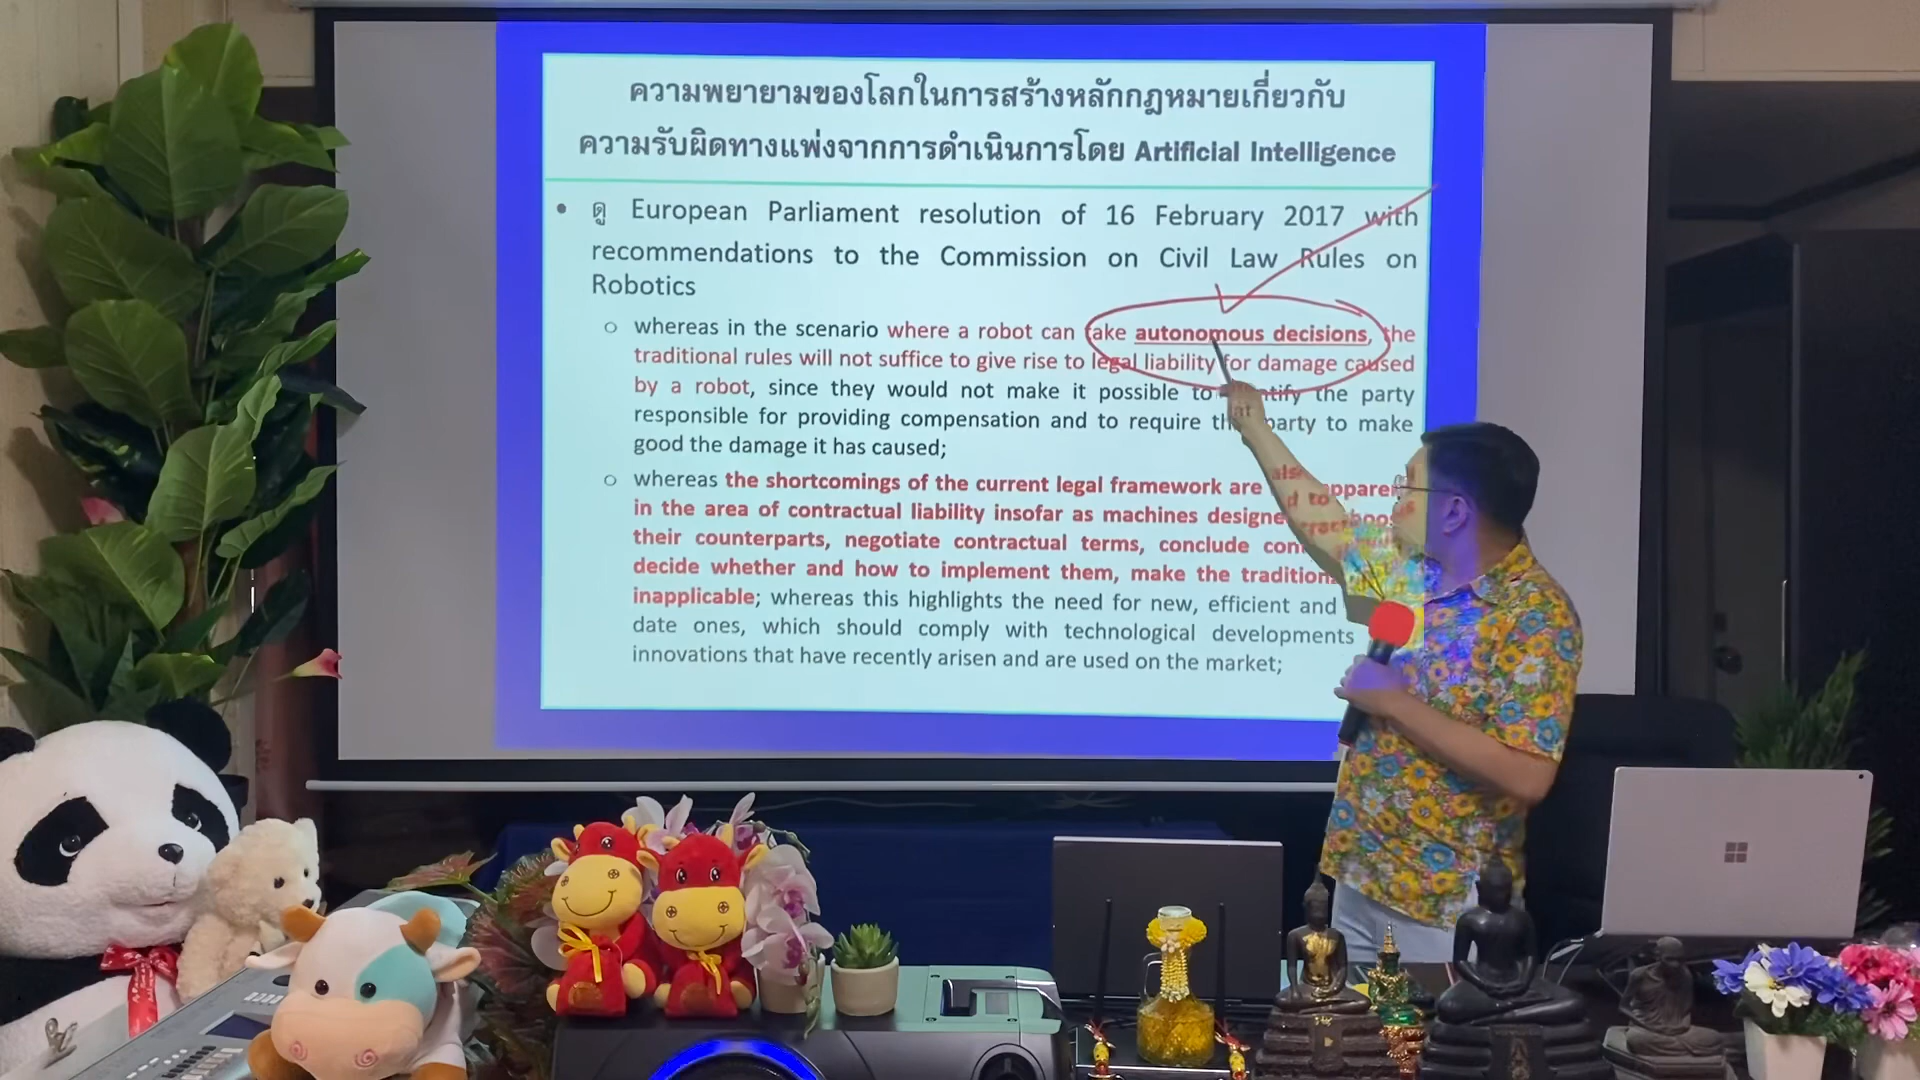 ความพยายามของโลกในการสร้างหลักกฎหมายเกี่ยวกับ
ความรับผิดทางแพ่งจากการดำเนินการโดย Artificial Intelligence
• ดู European Parliament resolution of 16 February 2017 with
recommendations to the Commission on Civil Law Rules on
Robotics
o whereas in the scenario where a robot can take autonomous decisions, the
traditional rules will not suffice to give rise to legal liability for damage caused
by a robot, since they would not make it possible to identify the party
responsible for providing compensation and to require that party to make
good the damage it has caused;
o whereas the shortcomings of the current legal framework are also apparent
in the area of contractual liability insofar as machines designed to choose
their counterparts, negotiate contractual terms, conclude
decide whether and how to implement them, make the
inapplicable; whereas this highlights the need for new, efficient and
date ones, which should comply with technological developments
innovations that have recently arisen and are used on the market;